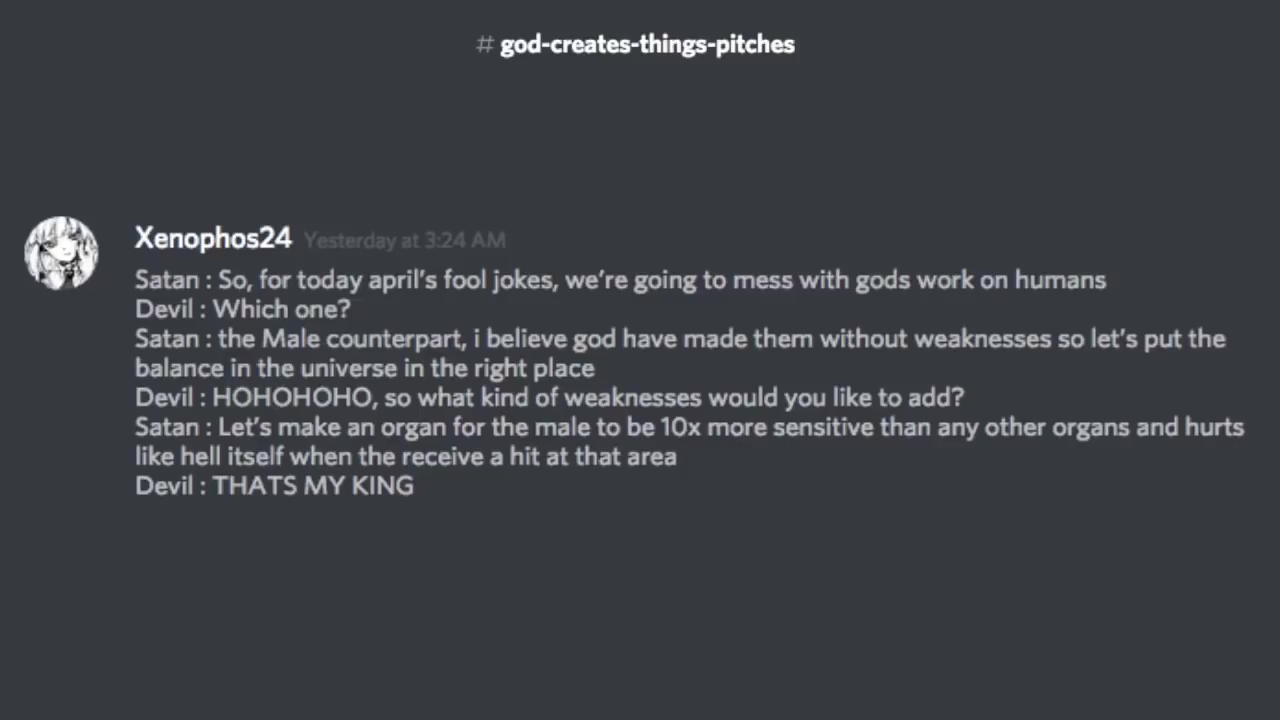 # god-creates-things-pitches
Xenophos24 Yesterday at 3:24 AM
Satan : So, for today april's fool jokes, we're going to mess with gods work on humans
Devil : Which one?
Satan : the Male counterpart, i believe god have made them without weaknesses so let's put the
balance in the universe in the right place
Devil : HOHOHOHO, so what kind of weaknesses would you like to add?
Satan : Let's make an organ for the male to be 10x more sensitive than any other organs and hurts
like hell itself when the receive a hit at that area
Devil : THATS MY KING